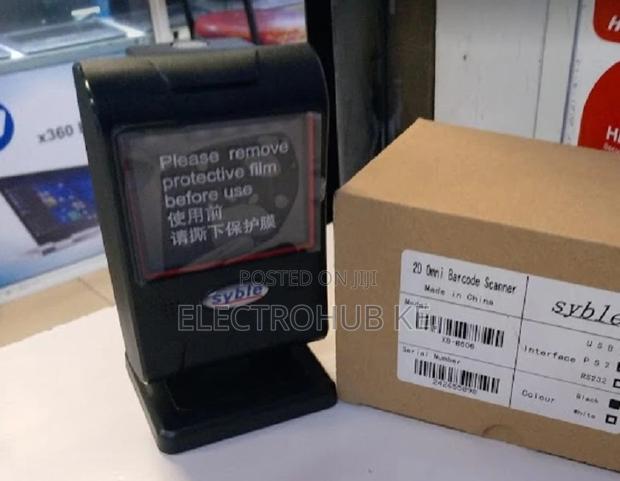 x360
Please remove
protective film
before use
使用前
请撕下保护膜
syble
POSTED ON JIJI
ELECTROHUB KE
2D Omni Barcode Scanner
Made in China
Model
XB-8606
Serial Number
syble
USB
Interface PS2
RS232
Colour
Black
White